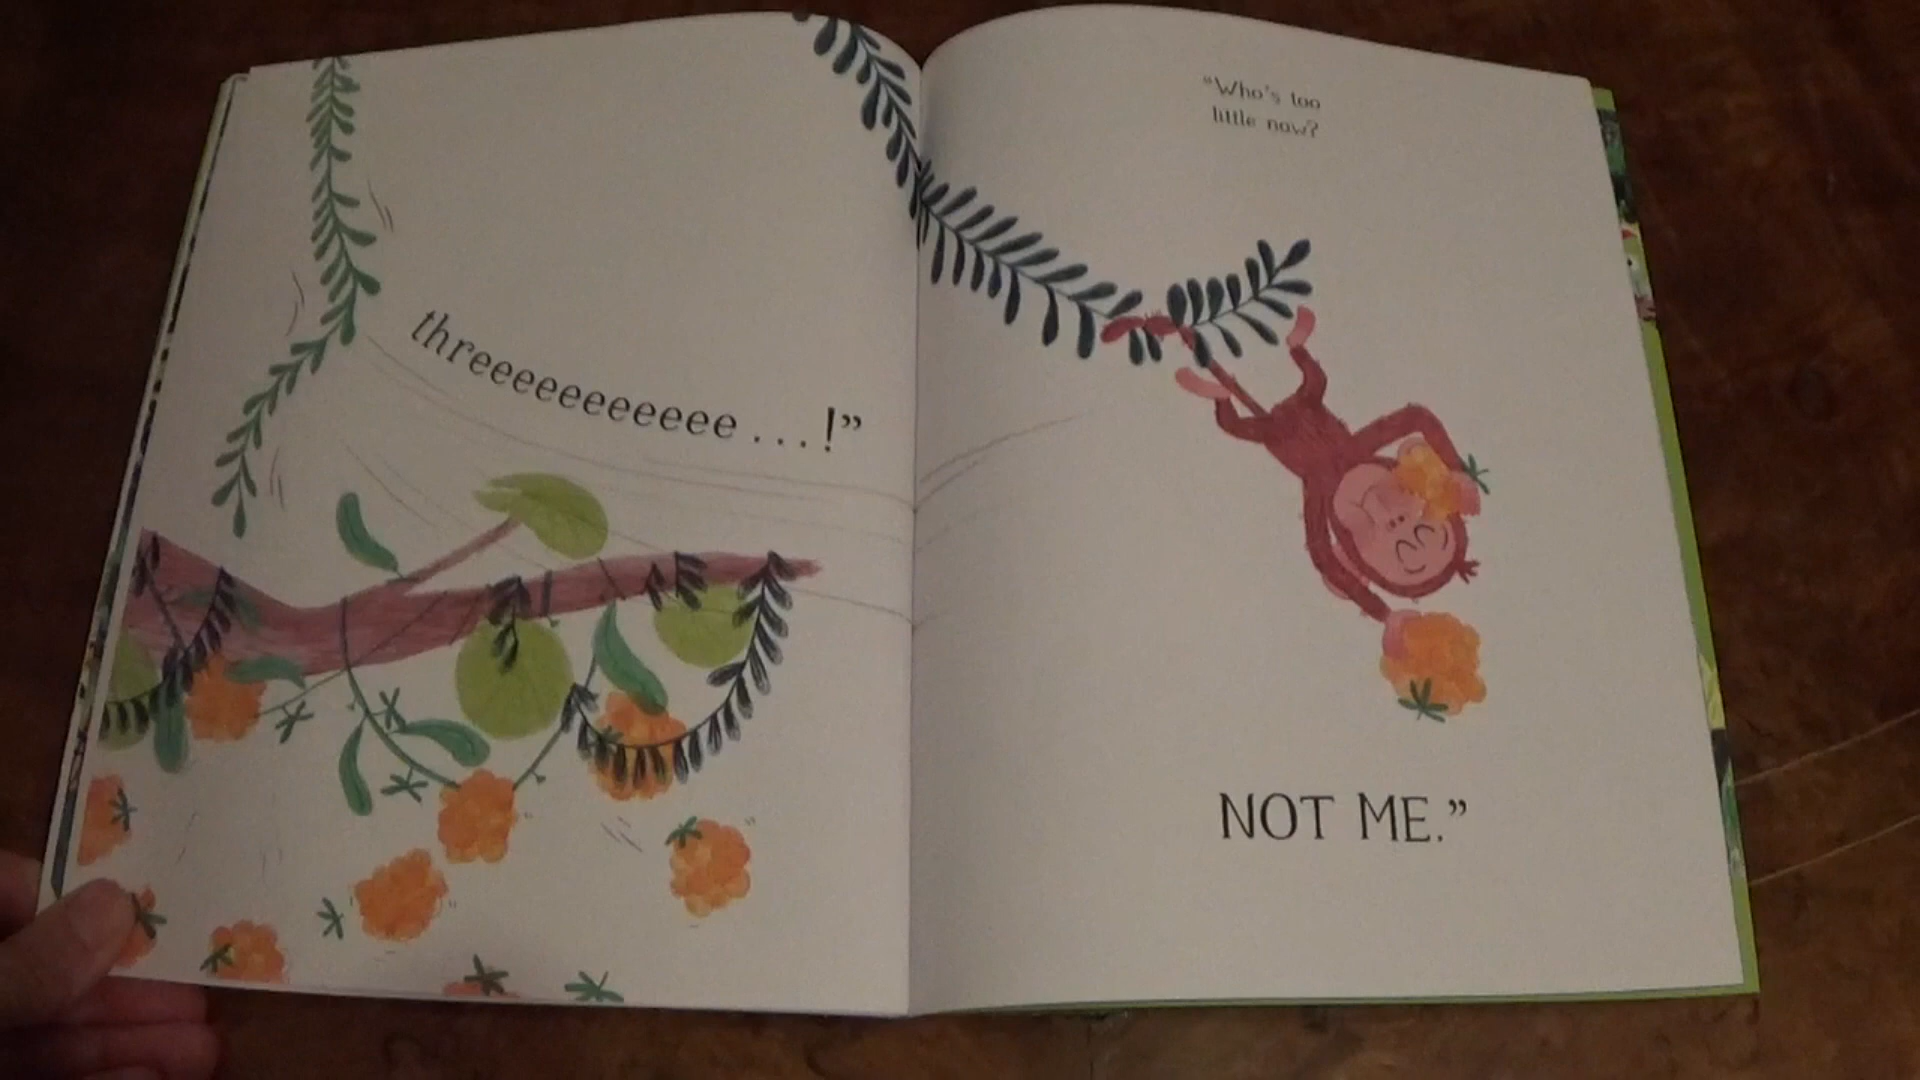 threeeeeeeeeeee ... !”
“Who’s too
little now?
NOT ME.”